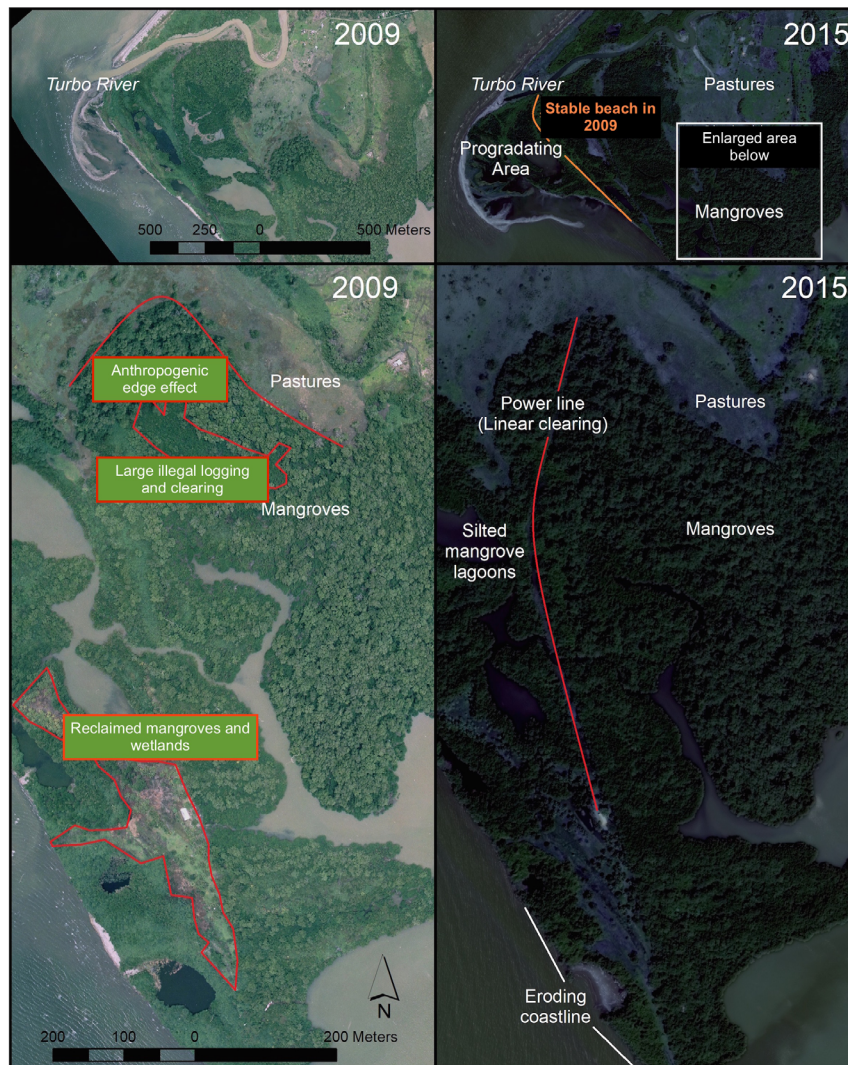 2009
Turbo River
500 250 0 500 Meters
2015
Turbo River
Pastures
Stable beach in
2009
Progradating
Area
Enlarged area
below
Mangroves
2009
Anthropogenic
edge effect
Pastures
Large illegal logging
and clearing
Mangroves
Reclaimed mangroves and
wetlands
N
200 100 0 200 Meters
2015
Power line
(Linear clearing)
Pastures
Silted
mangrove
lagoons
Mangroves
Eroding
coastline